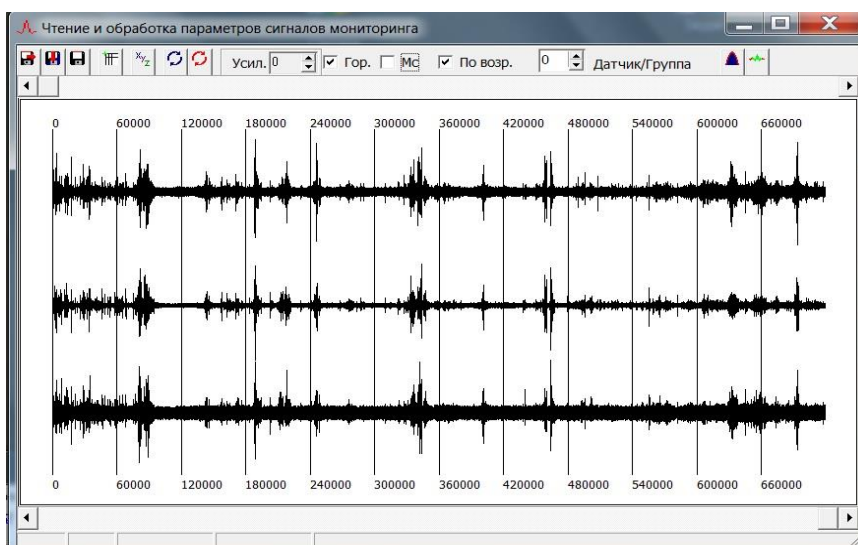 Чтение и обработка параметров сигналов мониторинга
XYZ Усил. 0 Гор. Мс По возр. 0 Датчик/Группа
0 60000 120000 180000 240000 300000 360000 420000 480000 540000 600000 660000
0 60000 120000 180000 240000 300000 360000 420000 480000 540000 600000 660000